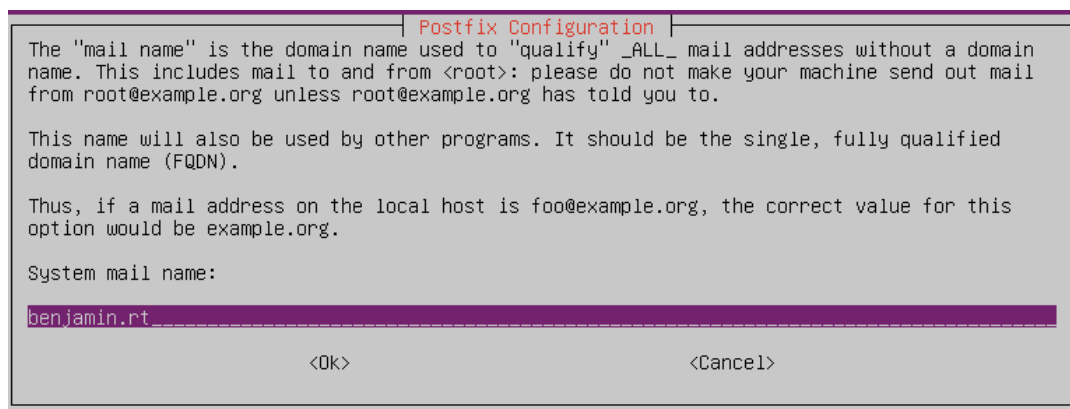 Postfix Configuration
The "mail name" is the domain name used to "qualify" _ALL_ mail addresses without a domain
name. This includes mail to and from <root>: please do not make your machine send out mail
from root@example.org unless root@example.org has told you to.
This name will also be used by other programs. It should be the single, fully qualified
domain name (FQDN).
Thus, if a mail address on the local host is foo@example.org, the correct value for this
option would be example.org.
System mail name:
benjamin.rt
<Ok> <Cancel>